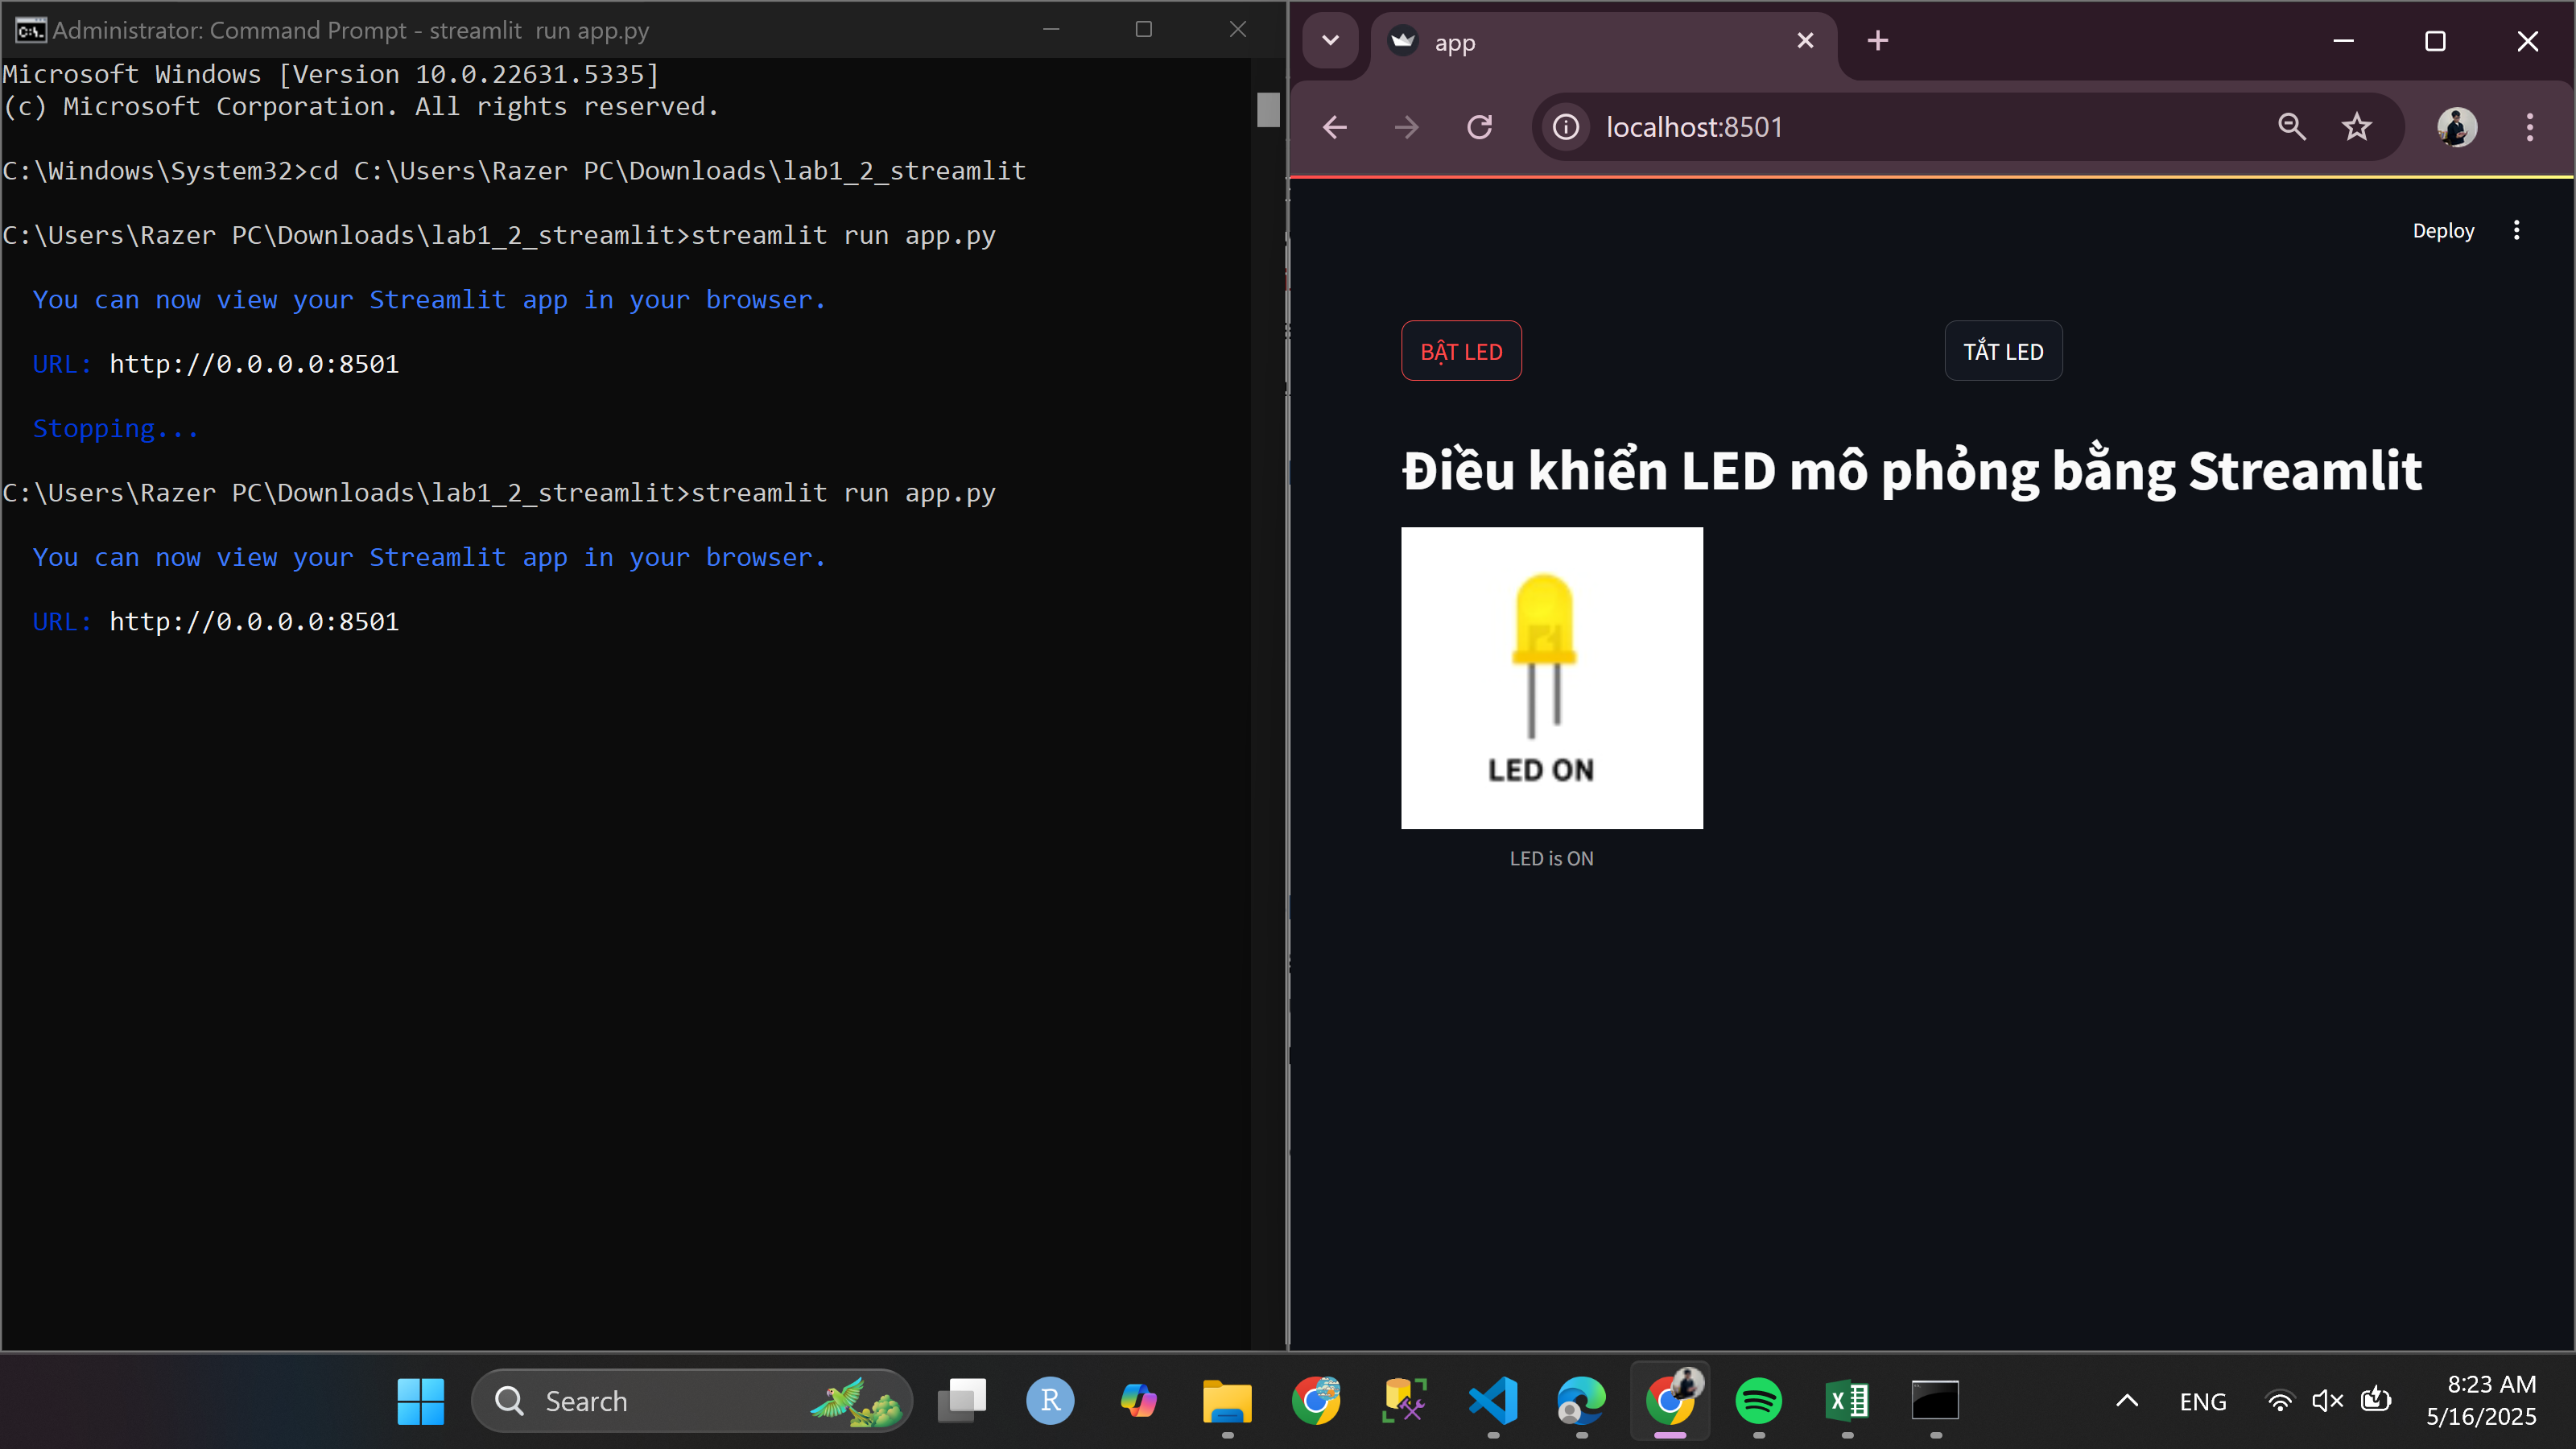 Administrator: Command Prompt - streamlit  run app.py
Microsoft Windows [Version 10.0.22631.5335]
(c) Microsoft Corporation. All rights reserved.
C:\Windows\System32>cd C:\Users\Razer PC\Downloads\lab1_2_streamlit
C:\Users\Razer PC\Downloads\lab1_2_streamlit>streamlit run app.py
You can now view your Streamlit app in your browser.
URL: http://0.0.0.0:8501
Stopping...
C:\Users\Razer PC\Downloads\lab1_2_streamlit>streamlit run app.py
You can now view your Streamlit app in your browser.
URL: http://0.0.0.0:8501
app
localhost:8501
Deploy
BẬT LED
TẮT LED
Điều khiển LED mô phỏng bằng Streamlit
LED ON
LED is ON
Search
R
ENG
8:23 AM
5/16/2025